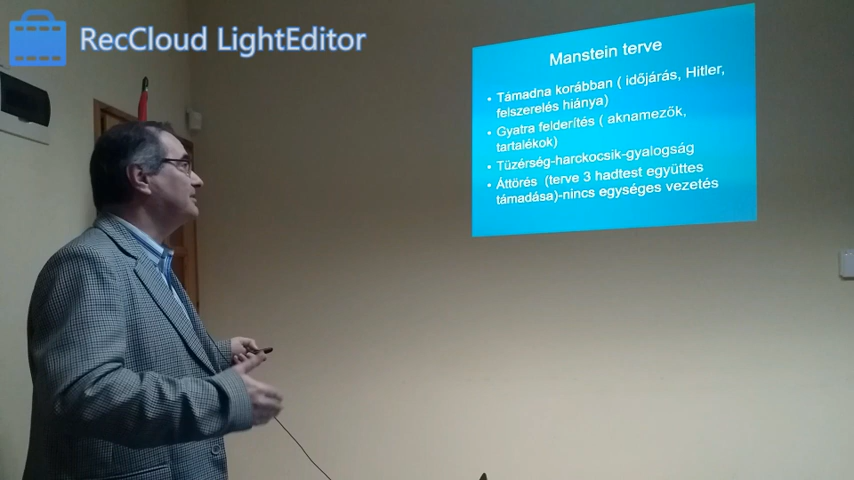 RecCloud LightEditor
Manstein terve
• Támadna korábban ( időjárás, Hitler,
felszerelés hiánya)
• Gyatra felderítés ( aknamezők,
tartalékok)
• Tüzérség-harckocsik-gyalogság
• Áttörés (terve 3 hadtest együttes
támadása)-nincs egységes vezetés